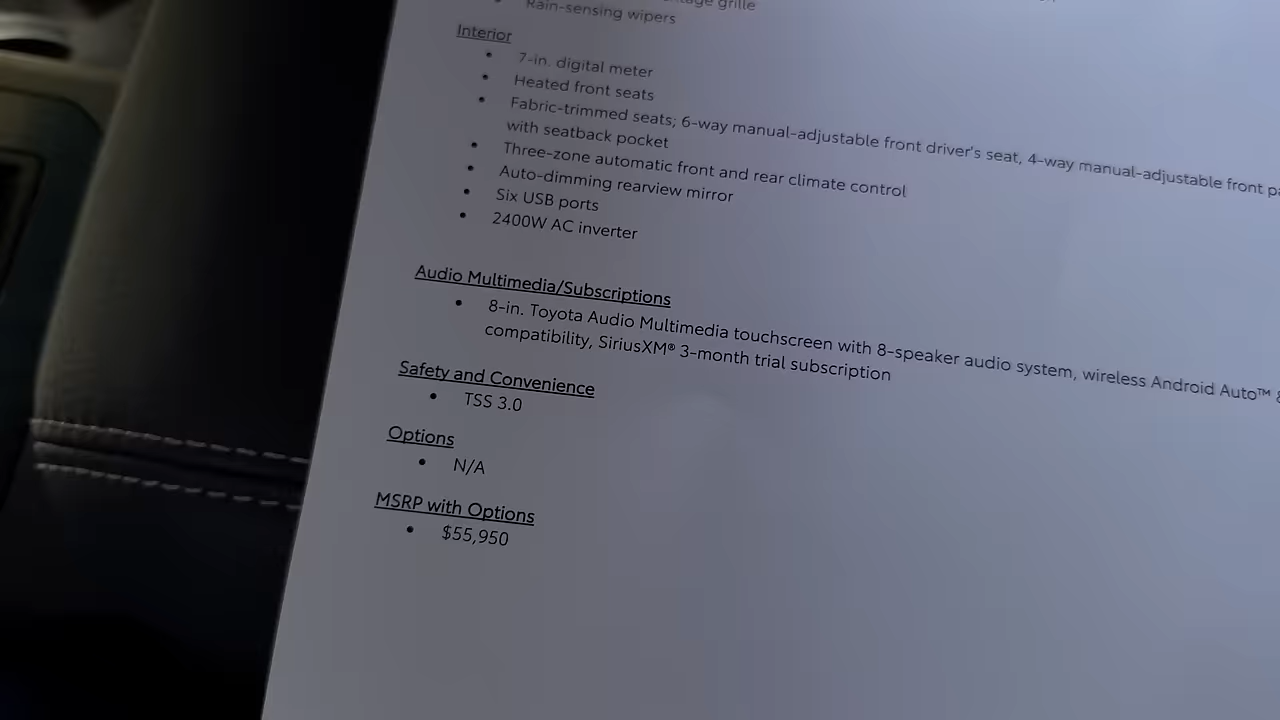 grille
Rain-sensing wipers
Interior
• 7-in. digital meter
• Heated front seats
• Fabric-trimmed seats; 6-way manual-adjustable front driver's seat, 4-way manual-adjustable front
with seatback pocket
• Three-zone automatic front and rear climate control
• Auto-dimming rearview mirror
• Six USB ports
• 2400W AC inverter
Audio Multimedia/Subscriptions
• 8-in. Toyota Audio Multimedia touchscreen with 8-speaker audio system, wireless Android Auto™ &
compatibility, SiriusXM® 3-month trial subscription
Safety and Convenience
• TSS 3.0
Options
• N/A
MSRP with Options
• $55,950